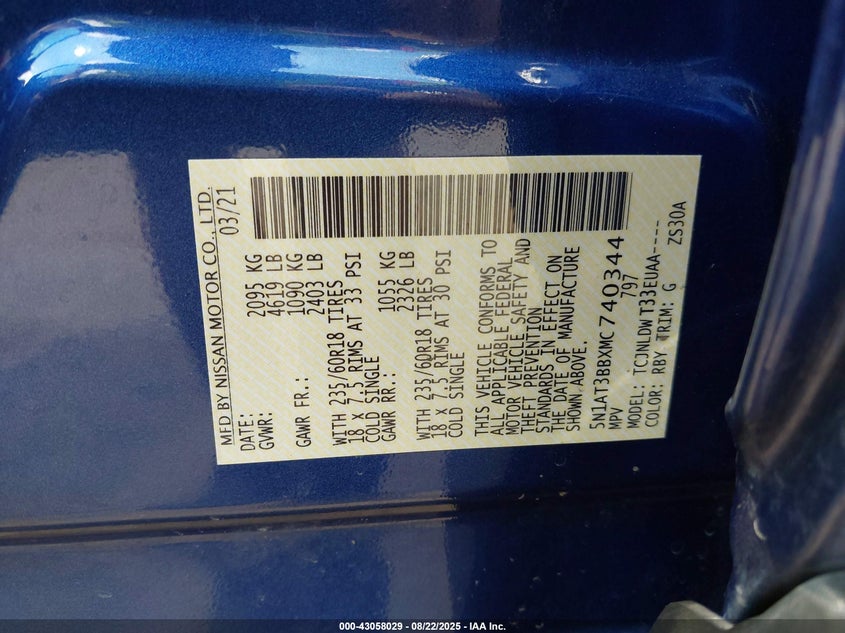 MFD BY NISSAN MOTOR CO., LTD.
DATE: 03/21
GVWR: 2095 KG
4619 LB
GAWR FR.: 1090 KG
2403 LB
WITH 235/60R18 TIRES
18 x 7.5 RIMS AT 33 PSI
COLD SINGLE
GAWR RR.: 1055 KG
2326 LB
WITH 235/60R18 TIRES
18 x 7.5 RIMS AT 30 PSI
COLD SINGLE
THIS VEHICLE CONFORMS TO
ALL APPLICABLE FEDERAL
MOTOR VEHICLE SAFETY AND
THEFT PREVENTION
STANDARDS IN EFFECT ON
THE DATE OF MANUFACTURE
SHOWN ABOVE.
5N1AT3BBXMC740344
MPV 797
MODEL: TCJNLDWT33EUAA----
COLOR: RBY TRIM: G ZS30A
000-43058029 - 08/22/2025 - IAA Inc.